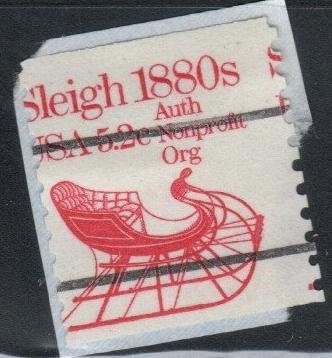 Sleigh 1880s
Auth
USA 5.2c Nonprofit
Org